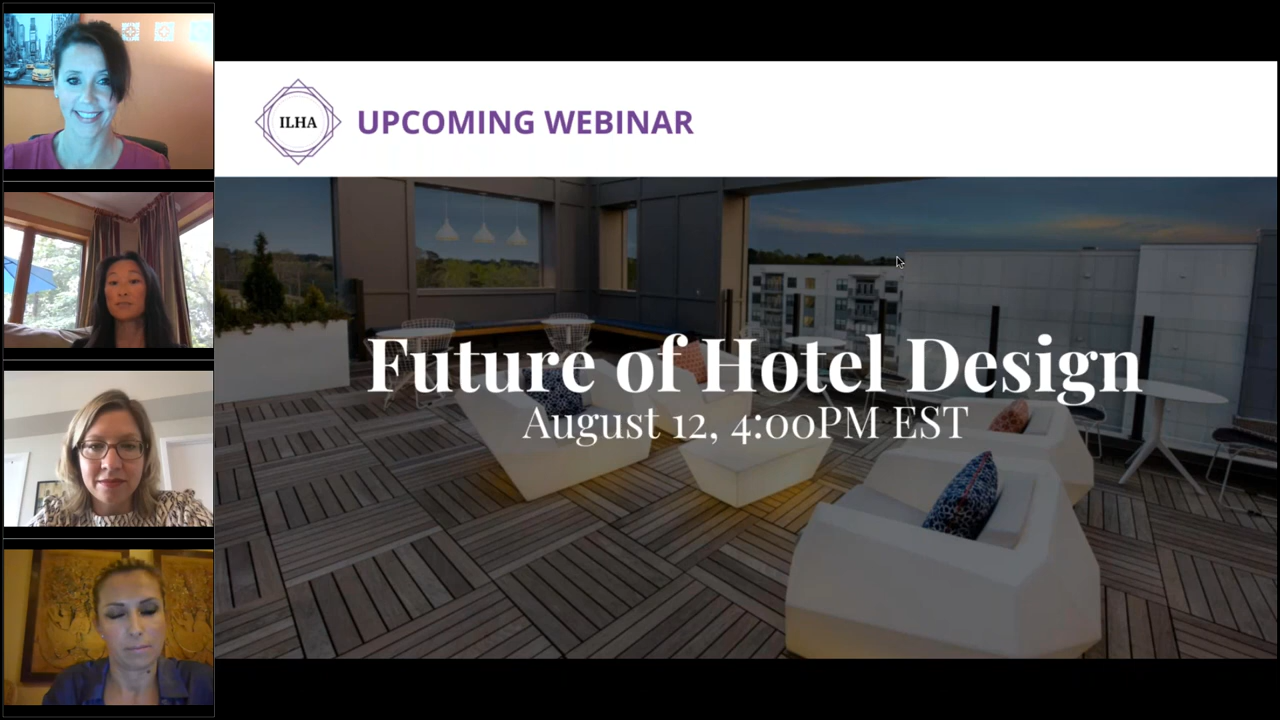 ILHA
UPCOMING WEBINAR
Future of Hotel Design
August 12, 4:00PM EST